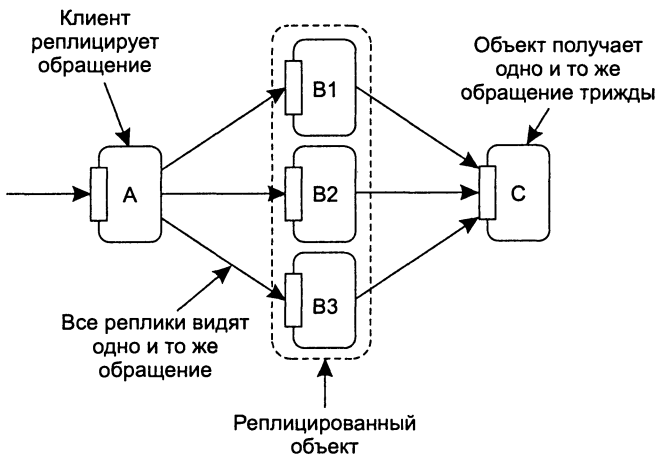 Клиент
реплицирует
обращение
Объект получает
одно и то же
обращение трижды
B1
A
B2
C
B3
Все реплики видят
одно и то же
обращение
Реплицированный
объект